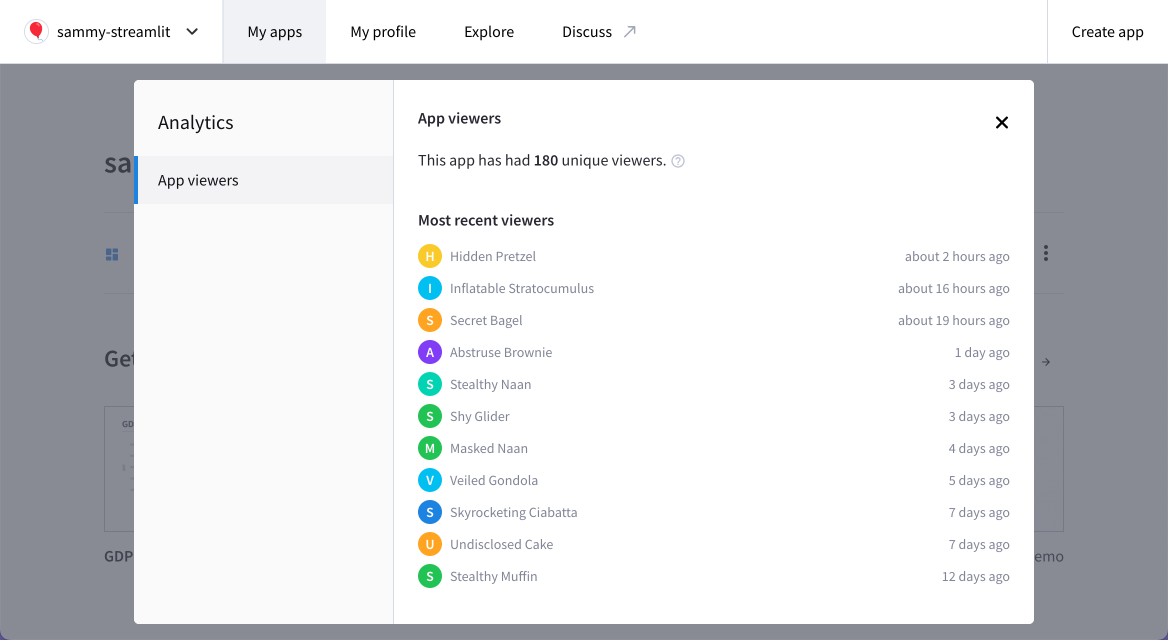 sammy-streamlit
My apps
My profile
Explore
Discuss
Create app
Analytics
App viewers
App viewers
This app has had 180 unique viewers.
Most recent viewers
H Hidden Pretzel about 2 hours ago
I Inflatable Stratocumulus about 16 hours ago
S Secret Bagel about 19 hours ago
A Abstruse Brownie 1 day ago
S Stealthy Naan 3 days ago
S Shy Glider 3 days ago
M Masked Naan 4 days ago
V Veiled Gondola 5 days ago
S Skyrocketing Ciabatta 7 days ago
U Undisclosed Cake 7 days ago
S Stealthy Muffin 12 days ago
sa
Get
GD
GDP
emo